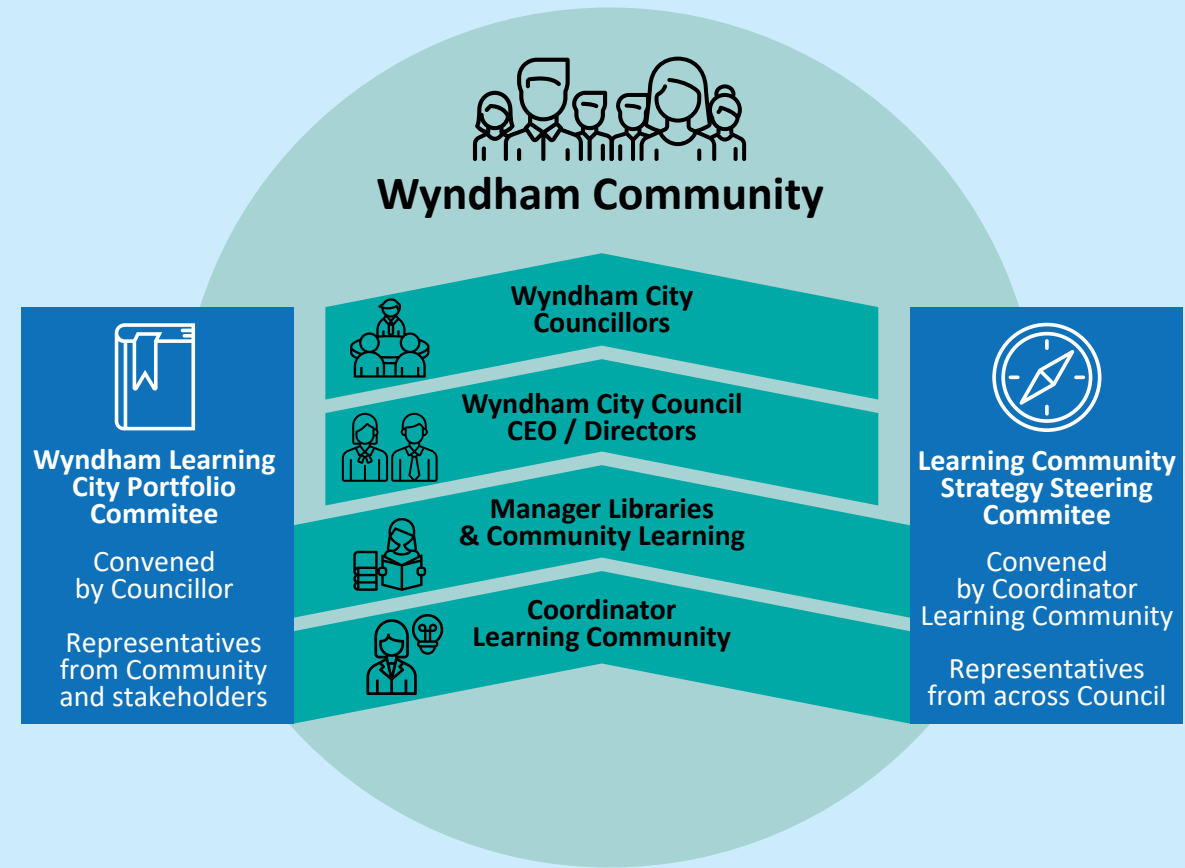 Wyndham Community
Wyndham City
Councillors
Wyndham City Council
CEO / Directors
Manager Libraries
& Community Learning
Coordinator
Learning Community
Wyndham Learning
City Portfolio
Commitee
Convened
by Councillor
Representatives
from Community
and stakeholders
Learning Community
Strategy Steering
Commitee
Convened
by Coordinator
Learning Community
Representatives
from across Council